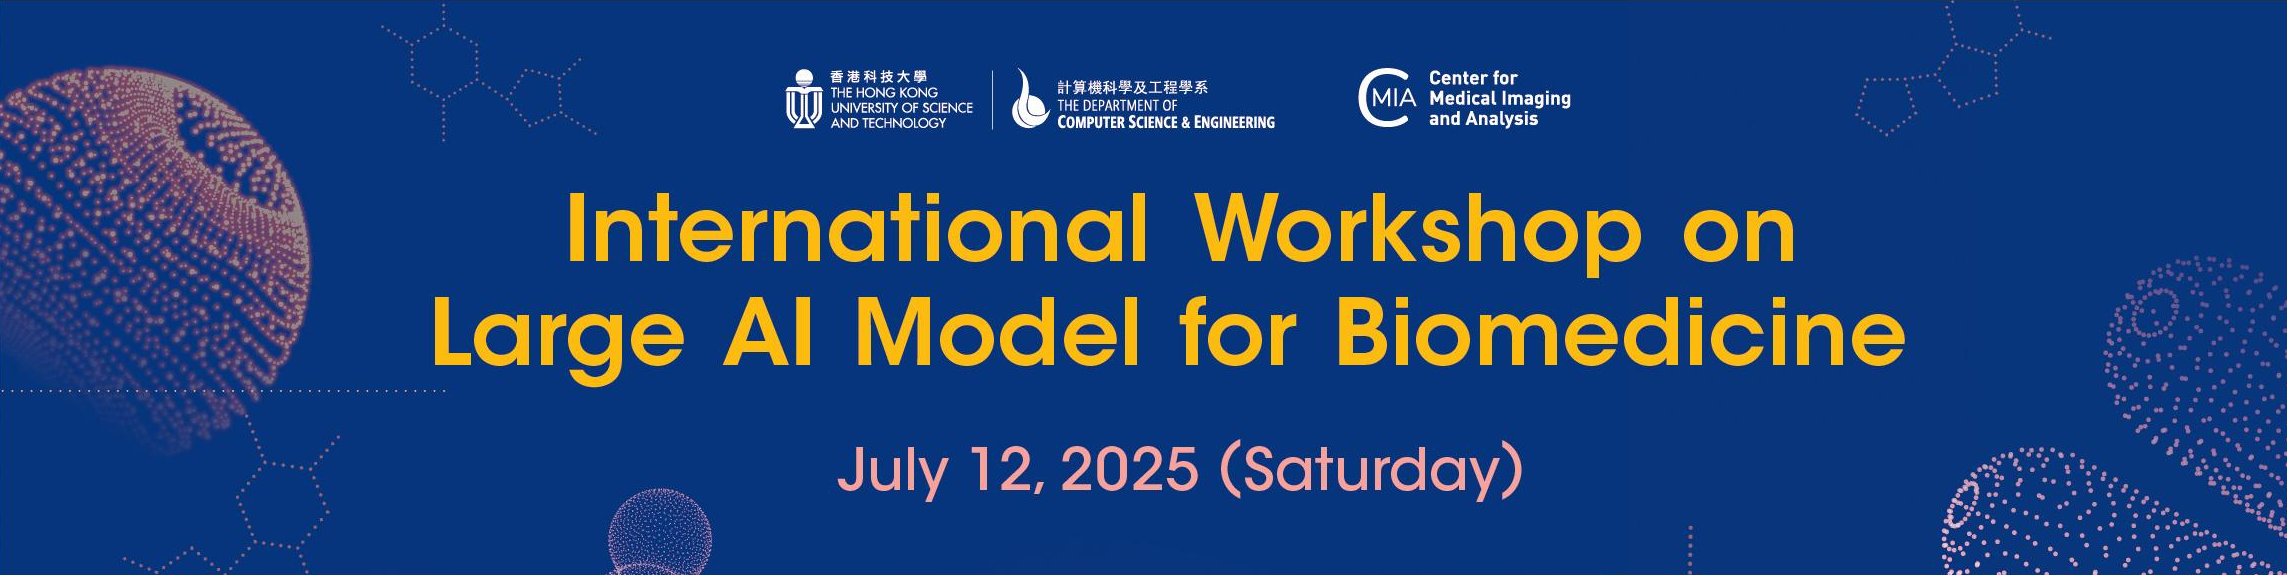 香港科技大學
THE HONG KONG
UNIVERSITY OF SCIENCE
AND TECHNOLOGY
計算機科學及工程學系
THE DEPARTMENT OF
COMPUTER SCIENCE & ENGINEERING
CMIA
Center for
Medical Imaging
and Analysis
International Workshop on
Large AI Model for Biomedicine
July 12, 2025 (Saturday)